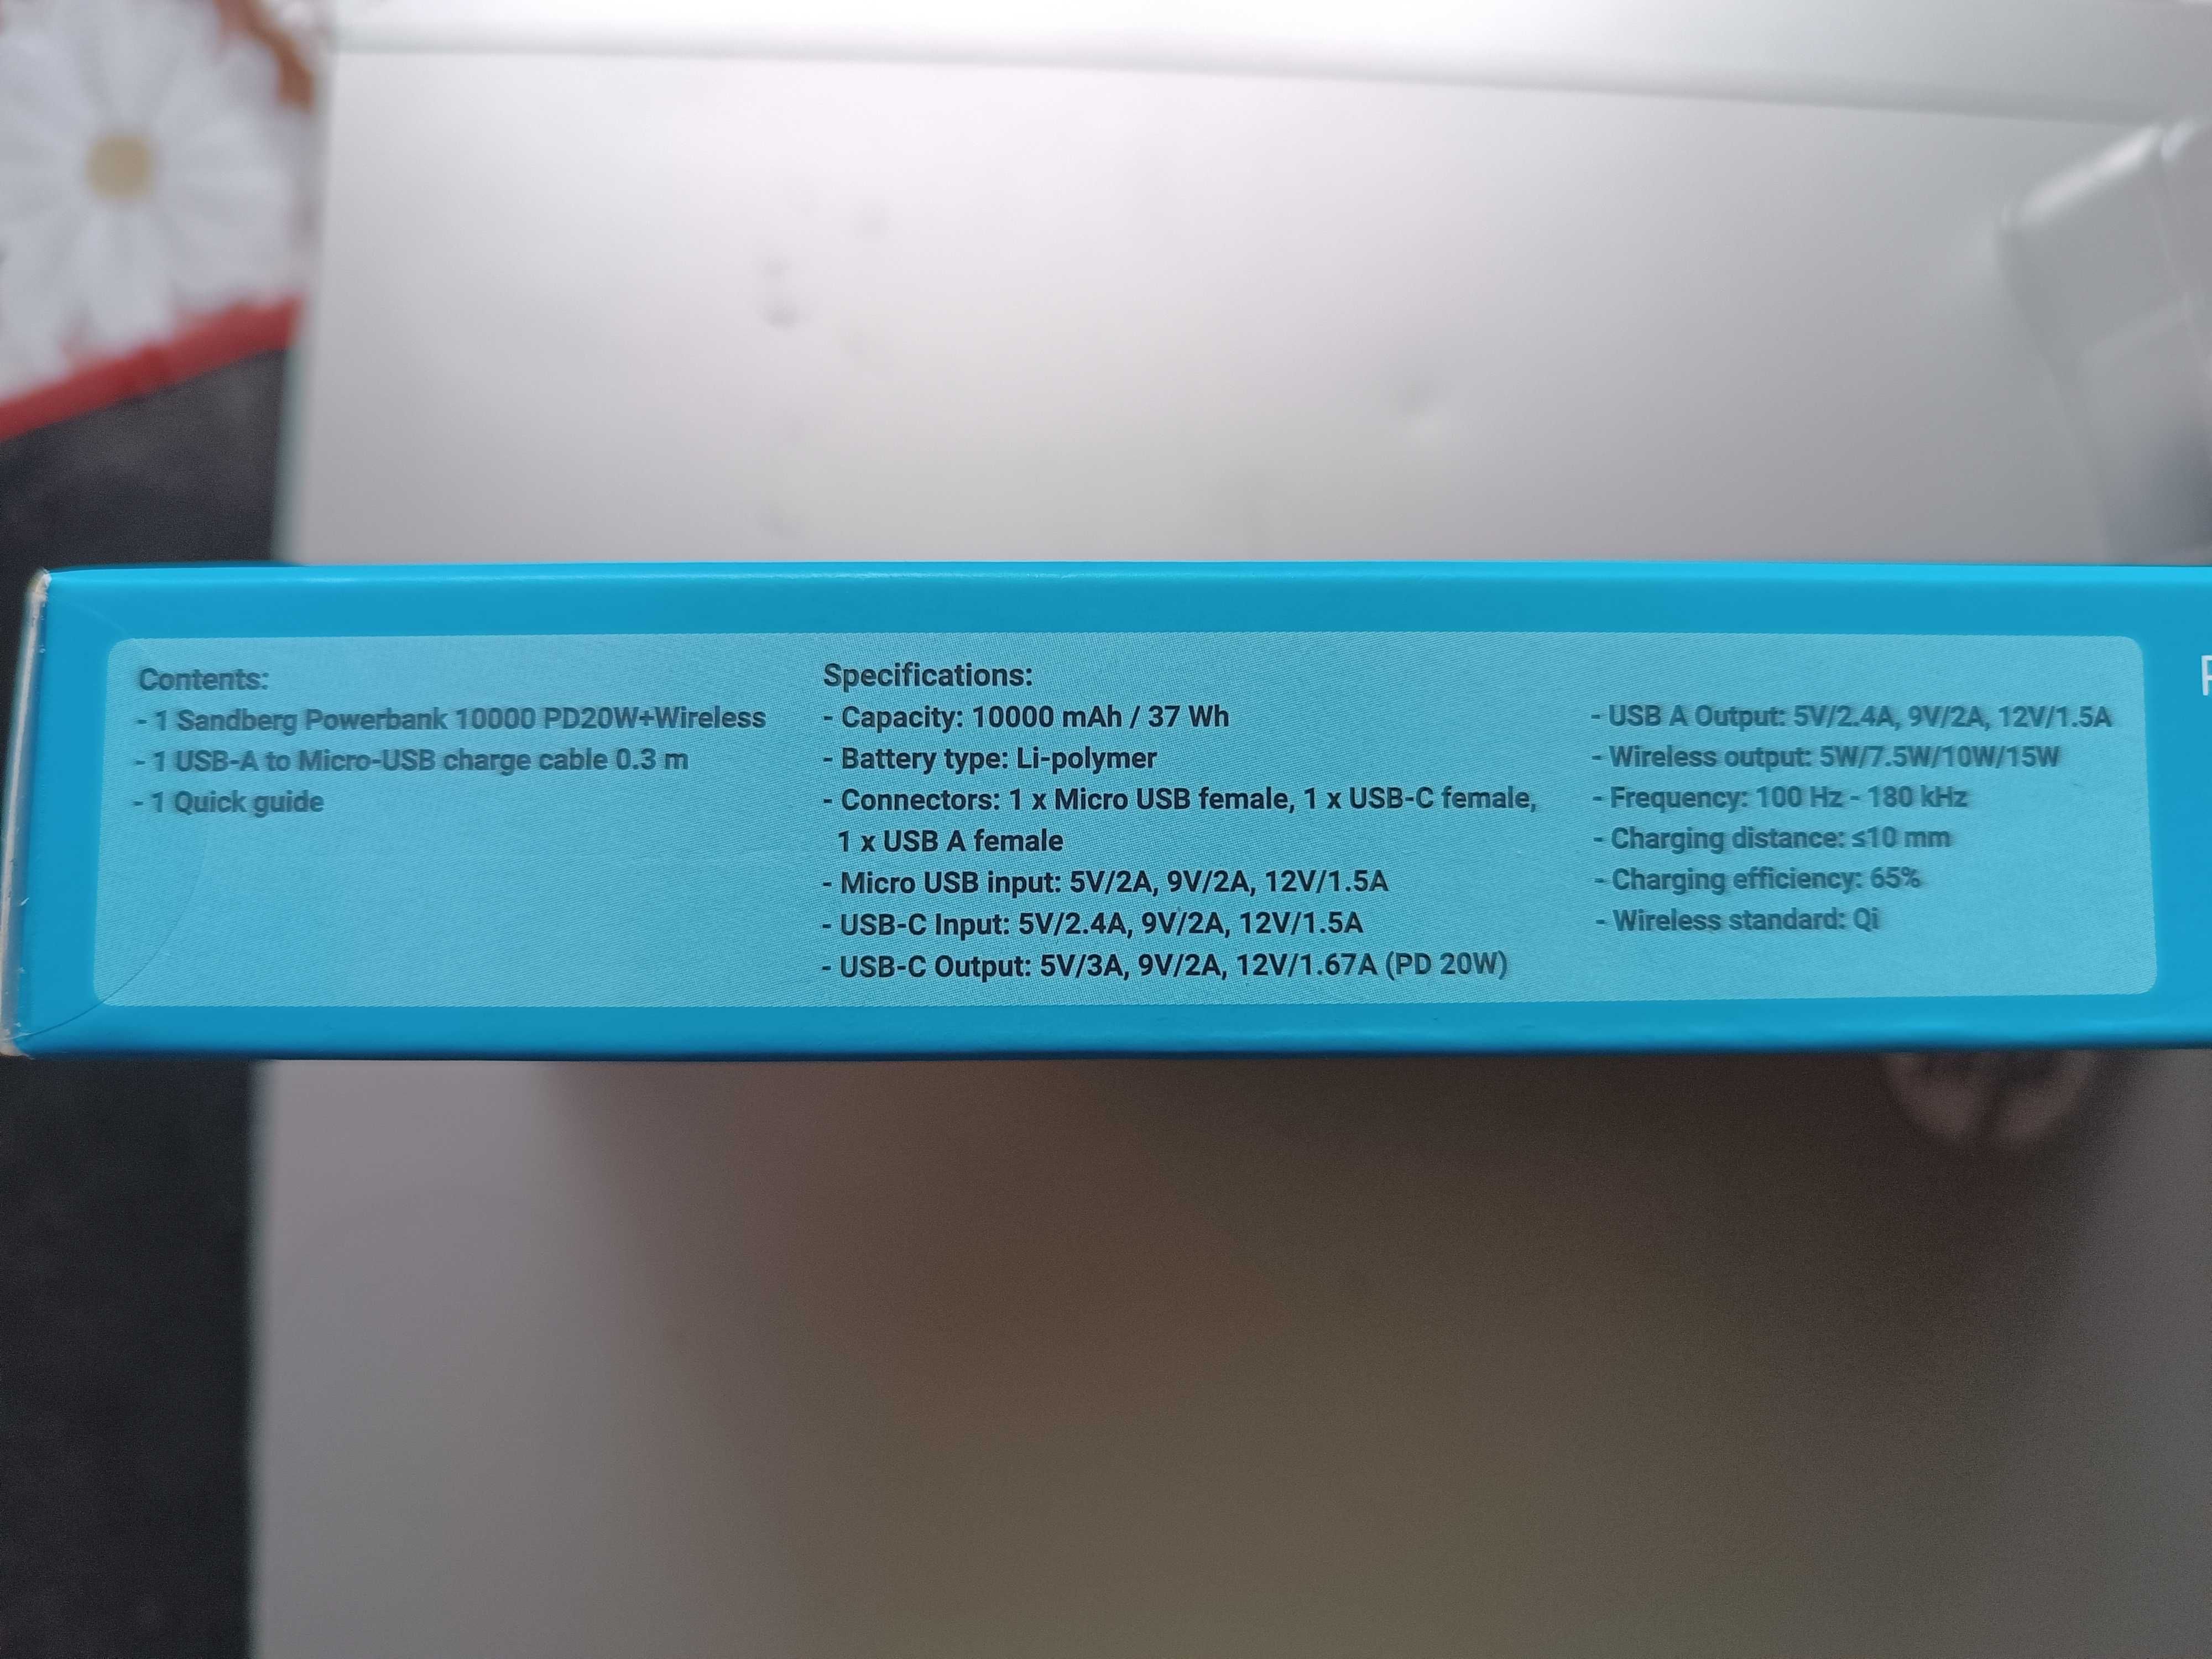 Contents:
- 1 Sandberg Powerbank 10000 PD20W+Wireless
- 1 USB-A to Micro-USB charge cable 0.3 m
- 1 Quick guide
Specifications:
- Capacity: 10000 mAh / 37 Wh
- Battery type: Li-polymer
- Connectors: 1 x Micro USB female, 1 x USB-C female,
1 x USB A female
- Micro USB input: 5V/2A, 9V/2A, 12V/1.5A
- USB-C Input: 5V/2.4A, 9V/2A, 12V/1.5A
- USB-C Output: 5V/3A, 9V/2A, 12V/1.67A (PD 20W)
- USB A Output: 5V/2.4A, 9V/2A, 12V/1.5A
- Wireless output: 5W/7.5W/10W/15W
- Frequency: 100 Hz - 180 kHz
- Charging distance: ≤10 mm
- Charging efficiency: 65%
- Wireless standard: Qi